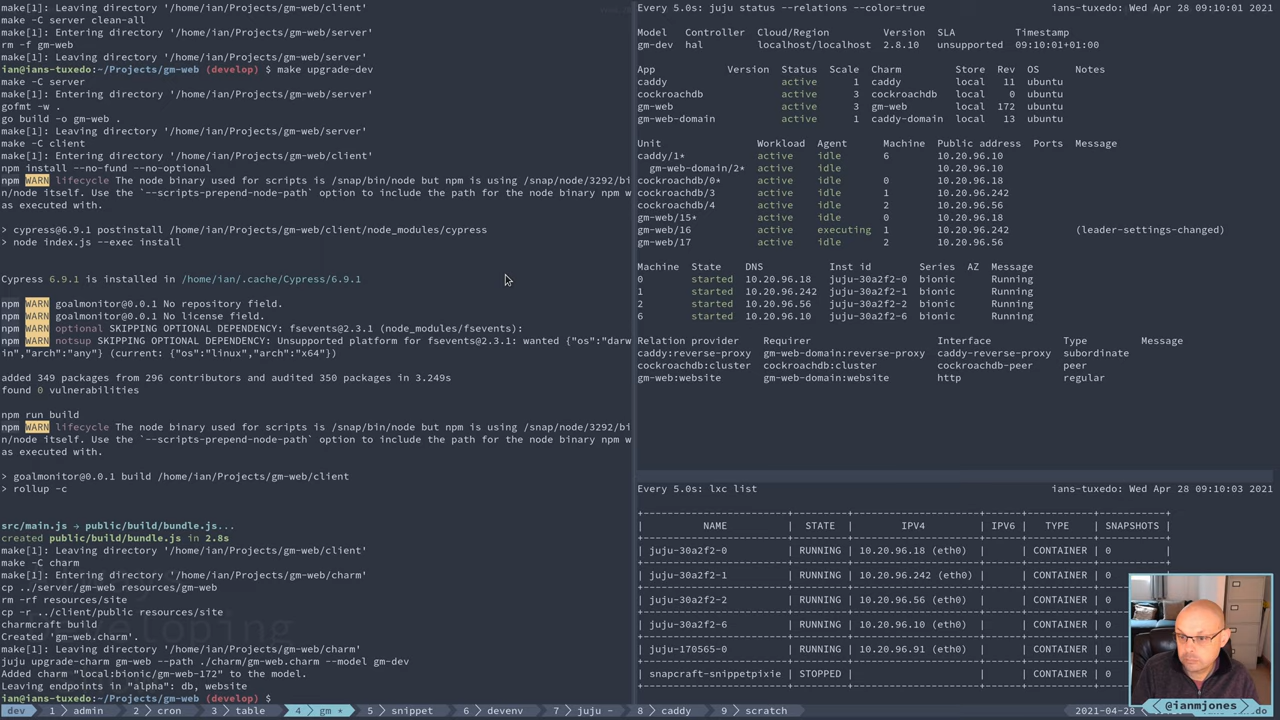 make[1]: Leaving directory '/home/ian/Projects/gm-web/client'
make -C server clean-all
make[1]: Entering directory '/home/ian/Projects/gm-web/server'
rm -f gm-web
make[1]: Leaving directory '/home/ian/Projects/gm-web/server'
ian@ians-tuxedo:~/Projects/gm-web (develop) $ make upgrade-dev
make -C server
make[1]: Entering directory '/home/ian/Projects/gm-web/server'
gofmt -w .
go build -o gm-web .
make[1]: Leaving directory '/home/ian/Projects/gm-web/server'
make -C client
make[1]: Entering directory '/home/ian/Projects/gm-web/client'
npm install --no-fund --no-optional
npm WARN lifecycle The node binary used for scripts is /snap/bin/node but npm is using /snap/node/3292/bi
n/node itself. Use the `--scripts-prepend-node-path` option to include the path for the node binary npm w
as executed with.
> cypress@6.9.1 postinstall /home/ian/Projects/gm-web/client/node_modules/cypress
> node index.js --exec install
Cypress 6.9.1 is installed in /home/ian/.cache/Cypress/6.9.1
npm WARN goalmonitor@0.0.1 No repository field.
npm WARN goalmonitor@0.0.1 No license field.
npm WARN optional SKIPPING OPTIONAL DEPENDENCY: fsevents@2.3.1 (node_modules/fsevents):
npm WARN notsup SKIPPING OPTIONAL DEPENDENCY: Unsupported platform for fsevents@2.3.1: wanted {"os":"darw
in","arch":"any"} (current: {"os":"linux","arch":"x64"})
added 349 packages from 296 contributors and audited 350 packages in 3.249s
found 0 vulnerabilities
npm run build
npm WARN lifecycle The node binary used for scripts is /snap/bin/node but npm is using /snap/node/3292/bi
n/node itself. Use the `--scripts-prepend-node-path` option to include the path for the node binary npm w
as executed with.
> goalmonitor@0.0.1 build /home/ian/Projects/gm-web/client
> rollup -c
src/main.js → public/build/bundle.js...
created public/build/bundle.js in 2.8s
make[1]: Leaving directory '/home/ian/Projects/gm-web/client'
make -C charm
make[1]: Entering directory '/home/ian/Projects/gm-web/charm'
cp ../server/gm-web resources/gm-web
rm -rf resources/site
cp -r ../client/public resources/site
charmcraft build
Created 'gm-web.charm'.
make[1]: Leaving directory '/home/ian/Projects/gm-web/charm'
juju upgrade-charm gm-web --path ./charm/gm-web.charm --model gm-dev
Added charm "local:bionic/gm-web-172" to the model.
Leaving endpoints in "alpha": db, website
ian@ians-tuxedo:~/Projects/gm-web (develop) $
Every 5.0s: juju status --relations --color=true ians-tuxedo: Wed Apr 28 09:10:01 2021
Model Controller Cloud/Region Version SLA Timestamp
gm-dev hal localhost/localhost 2.8.10 unsupported 09:10:01+01:00
App Version Status Scale Charm Store Rev OS Notes
caddy active 1 caddy local 11 ubuntu
cockroachdb active 3 cockroachdb local 0 ubuntu
gm-web active 3 gm-web local 172 ubuntu
gm-web-domain active 1 caddy-domain local 13 ubuntu
Unit Workload Agent Machine Public address Ports Message
caddy/1* active idle 6 10.20.96.10
gm-web-domain/2* active idle 10.20.96.10
cockroachdb/0* active idle 0 10.20.96.18
cockroachdb/3 active idle 1 10.20.96.242
cockroachdb/4 active idle 2 10.20.96.56
gm-web/15* active idle 0 10.20.96.18
gm-web/16 active executing 1 10.20.96.242 (leader-settings-changed)
gm-web/17 active idle 2 10.20.96.56
Machine State DNS Inst id Series AZ Message
0 started 10.20.96.18 juju-30a2f2-0 bionic Running
1 started 10.20.96.242 juju-30a2f2-1 bionic Running
2 started 10.20.96.56 juju-30a2f2-2 bionic Running
6 started 10.20.96.10 juju-30a2f2-6 bionic Running
Relation provider Requirer Interface Type Message
caddy:reverse-proxy gm-web-domain:reverse-proxy caddy-reverse-proxy subordinate
cockroachdb:cluster cockroachdb:cluster cockroachdb-peer peer
gm-web:website gm-web-domain:website http regular
Every 5.0s: lxc list ians-tuxedo: Wed Apr 28 09:10:03 2021
| NAME | STATE | IPV4 | IPV6 | TYPE | SNAPSHOTS |
| juju-30a2f2-0 | RUNNING | 10.20.96.18 (eth0) | | CONTAINER | 0 |
| juju-30a2f2-1 | RUNNING | 10.20.96.242 (eth0) | | CONTAINER | 0
| juju-30a2f2-2 | RUNNING | 10.20.96.56 (eth0) | | CONTAINER | 0
| juju-30a2f2-6 | RUNNING | 10.20.96.10 (eth0) | | CONTAINER | 0
| juju-170565-0 | RUNNING | 10.20.96.91 (eth0) | | CONTAINER | 0
| snapcraft-snippetpixie | STOPPED | | | CONTAINER | 0
dev 1 admin 2 cron 3 table 4 gm * 5 snippet 6 devenv 7 juju - 8 caddy 9 scratch 2021-04-28
@ianmjones